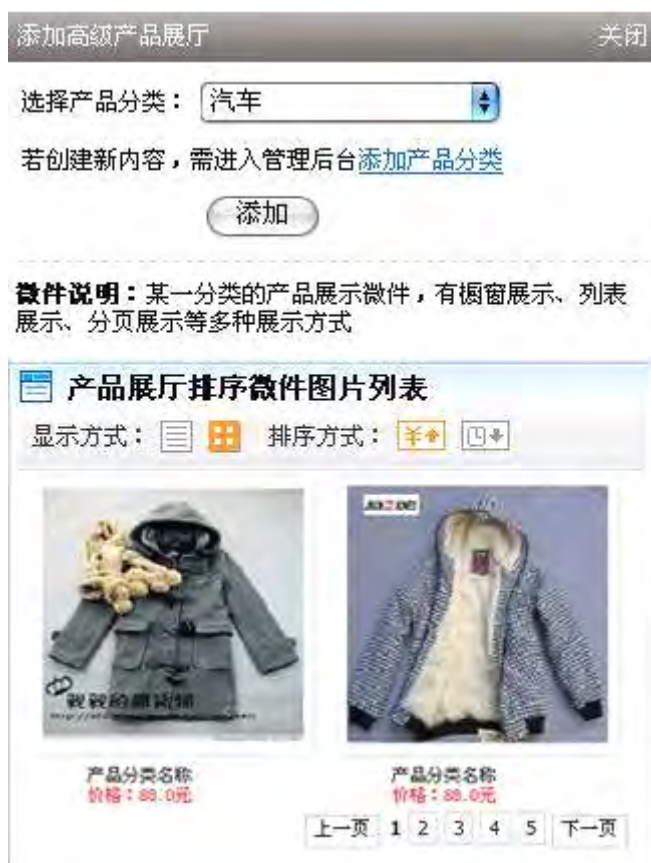 添加高级产品展厅 关闭
选择产品分类： 汽车
若创建新内容，需进入管理后台添加产品分类
添加
微件说明：某一分类的产品展示微件，有橱窗展示、列表
展示、分页展示等多种展示方式
产品展厅排序微件图片列表
显示方式： 排序方式：
产品分类名称 产品分类名称
价格：88.0元 价格：88.0元
上一页 1 2 3 4 5 下一页